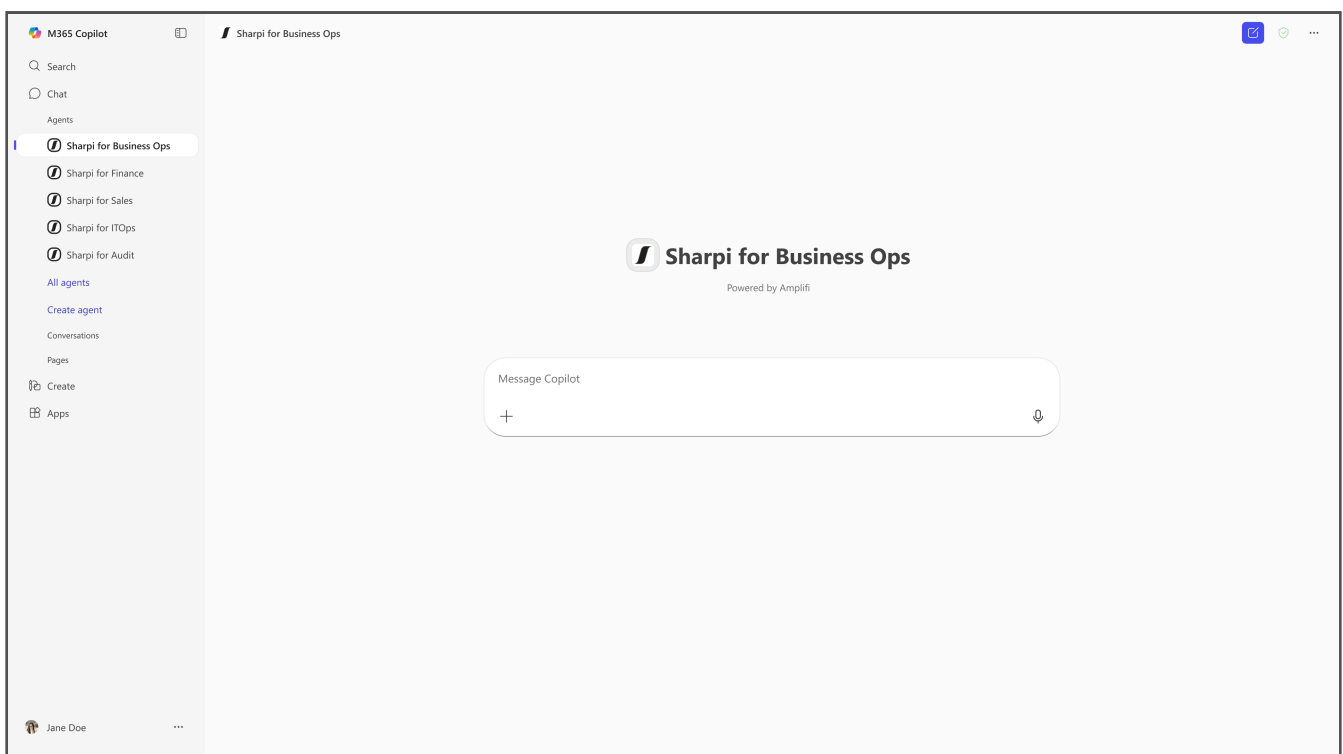 M365 Copilot
Search
Chat
Agents
Sharpi for Business Ops
Sharpi for Finance
Sharpi for Sales
Sharpi for ITOps
Sharpi for Audit
All agents
Create agent
Conversations
Pages
Create
Apps
Jane Doe
Sharpi for Business Ops
Sharpi for Business Ops
Powered by Amplifi
Message Copilot